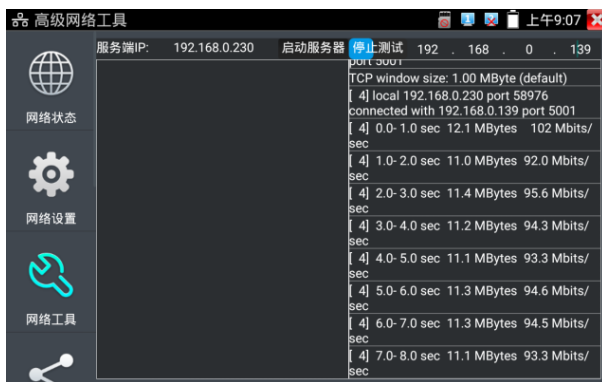 高级网络工具
上午9:07
服务端IP: 192.168.0.230 启动服务器 停止测试 192 . 168 . 0 . 139
port 5001
TCP window size: 1.00 MByte (default)
[ 4] local 192.168.0.230 port 58976
connected with 192.168.0.139 port 5001
[ 4] 0.0- 1.0 sec 12.1 MBytes 102 Mbits/
sec
[ 4] 1.0- 2.0 sec 11.0 MBytes 92.0 Mbits/
sec
[ 4] 2.0- 3.0 sec 11.4 MBytes 95.6 Mbits/
sec
[ 4] 3.0- 4.0 sec 11.2 MBytes 94.3 Mbits/
sec
[ 4] 4.0- 5.0 sec 11.1 MBytes 93.3 Mbits/
sec
[ 4] 5.0- 6.0 sec 11.3 MBytes 94.6 Mbits/
sec
[ 4] 6.0- 7.0 sec 11.3 MBytes 94.5 Mbits/
sec
[ 4] 7.0- 8.0 sec 11.1 MBytes 93.3 Mbits/
sec
网络状态
网络设置
网络工具